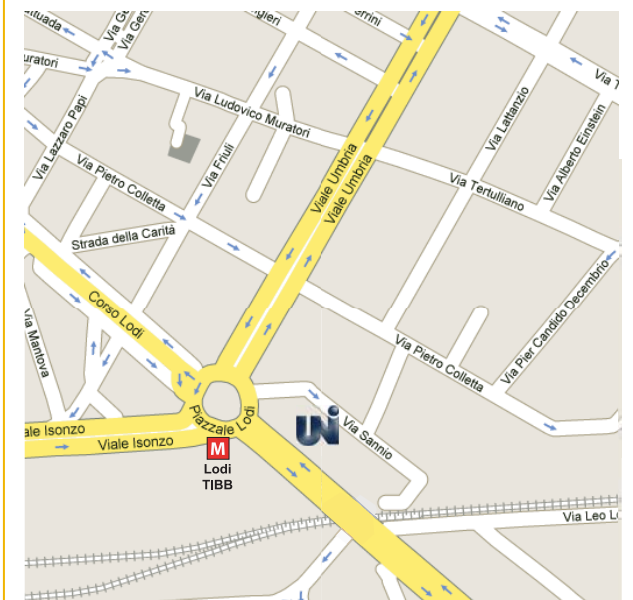 Via Ludovico Muratori
Via Lazzaro Papi
Via Friuli
Via Pietro Colletta
Strada della Carità
Viale Umbria
Viale Umbria
Via Lattanzio
Via Alberto Einstein
Via Tertulliano
Corso Lodi
Via Mantova
Via Pier Candido Decembrio
Via Pietro Colletta
Piazzale Lodi
UNI
Via Sannio
ale Isonzo
Viale Isonzo
M
Lodi
TIBB
Via Leo